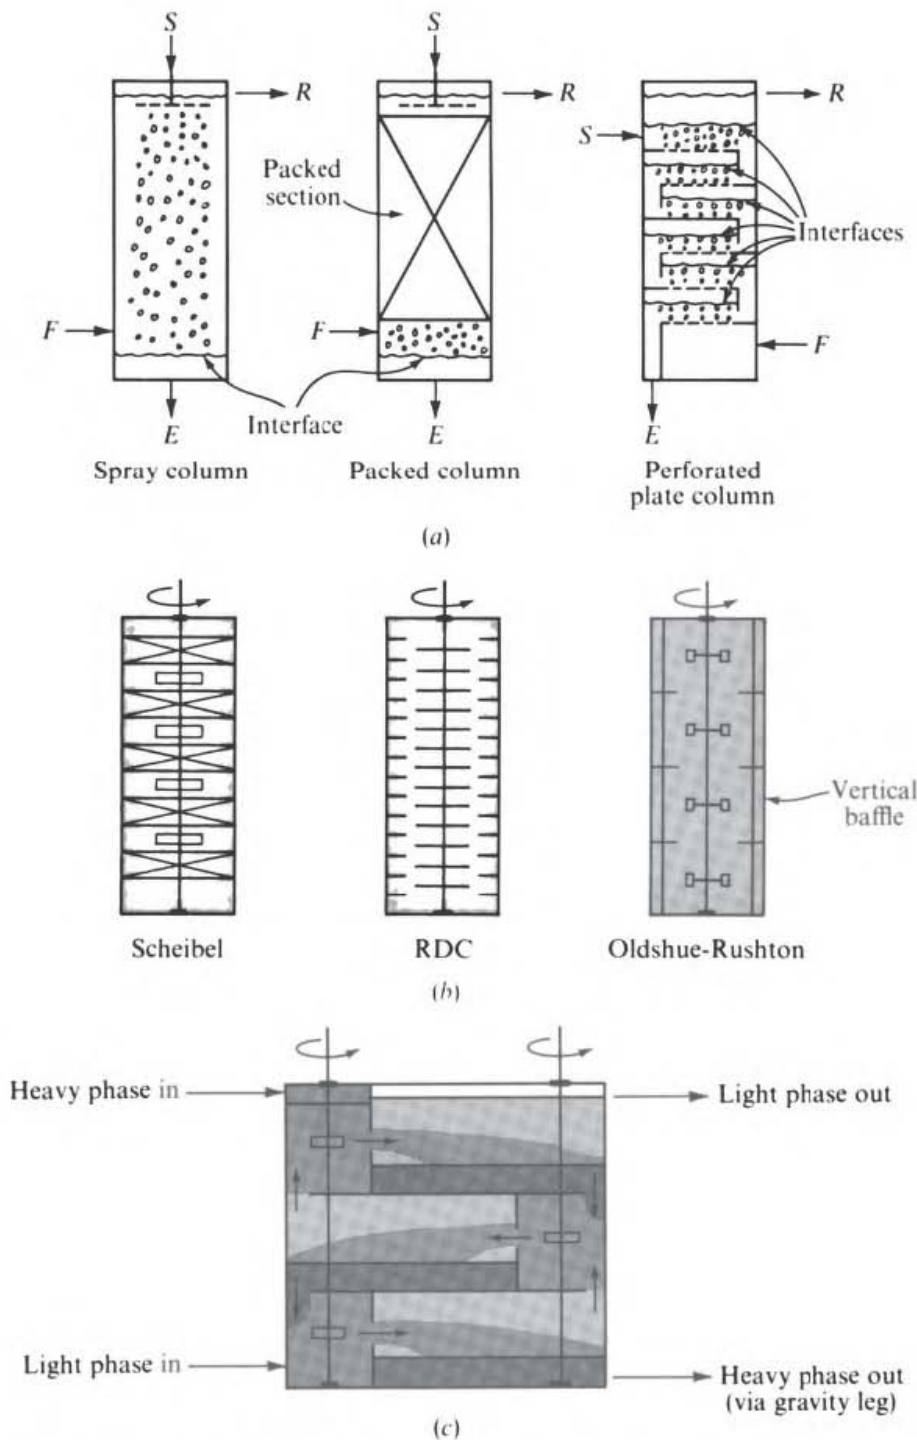 S
S
R
R
R
S
Packed
section
Interfaces
F
F
F
Interface
E
E
E
Spray column
Packed column
Perforated
plate column
(a)
Vertical
baffle
Scheibel
RDC
Oldshue-Rushton
(b)
Heavy phase in
Light phase out
Light phase in
Heavy phase out
(via gravity leg)
(c)